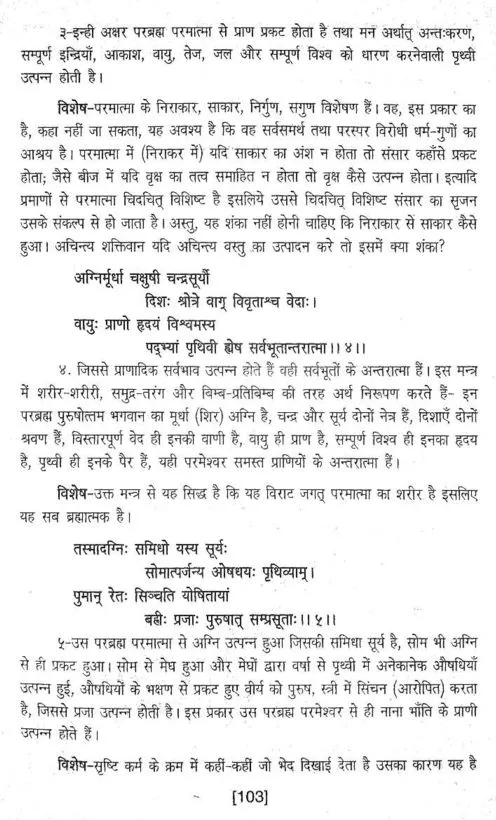 ३-इन्ही अक्षर परब्रह्म परमात्मा से प्राण प्रकट होता है तथा मन अर्थात् अन्तःकरण,
सम्पूर्ण इन्द्रियाँ, आकाश, वायु, तेज, जल और सम्पूर्ण विश्व को धारण करनेवाली पृथ्वी
उत्पन्न होती है।
विशेष-परमात्मा के निराकार, साकार, निर्गुण, सगुण विशेषण हैं। वह, इस प्रकार का
है, कहा नहीं जा सकता, यह अवश्य है कि वह सर्वसमर्थ तथा परस्पर विरोधी धर्म-गुणों का
आश्रय है। परमात्मा में (निराकर में) यदि साकार का अंश न होता तो संसार कहाँसे प्रकट
होता; जैसे बीज में यदि वृक्ष का तत्व समाहित न होता तो वृक्ष कैसे उत्पन्न होता। इत्यादि
प्रमाणों से परमात्मा चिदचित् विशिष्ट है इसलिये उससे चिदचित् विशिष्ट संसार का सृजन
उसके संकल्प से हो जाता है। अस्तु, यह शंका नहीं होनी चाहिए कि निराकार से साकार कैसे
हुआ। अचिन्त्य शक्तिवान यदि अचिन्त्य वस्तु का उत्पादन करे तो इसमें क्या शंका?
अग्निर्मूर्धा चक्षुषी चन्द्रसूर्यौ
दिशः श्रोत्रे वाग् विवृताश्च वेदाः।
वायुः प्राणो हृदयं विश्वमस्य
पद्भ्यां पृथिवी ह्येष सर्वभूतान्तरात्मा।। ४।।
४. जिससे प्राणादिक सर्वभाव उत्पन्न होते हैं वही सर्वभूतों के अन्तरात्मा हैं। इस मन्त्र
में शरीर-शरीरी, समुद्र-तरंग और बिम्ब-प्रतिबिम्ब की तरह अर्थ निरूपण करते हैं- इन
परब्रह्म पुरुषोत्तम भगवान का मूर्धा (शिर) अग्नि है, चन्द्र और सूर्य दोनों नेत्र हैं, दिशाएँ दोनों
श्रवण हैं, विस्तारपूर्ण वेद ही इनकी वाणी है, वायु ही प्राण है, सम्पूर्ण विश्व ही इनका हृदय
है, पृथ्वी ही इनके पैर हैं, यही परमेश्वर समस्त प्राणियों के अन्तरात्मा हैं।
विशेष-उक्त मन्त्र से यह सिद्ध है कि यह विराट जगत् परमात्मा का शरीर है इसलिए
यह सब ब्रह्मात्मक है।
तस्मादग्निः समिधो यस्य सूर्यः
सोमात्पर्जन्य ओषधयः पृथिव्याम्।
पुमान् रेतः सिञ्चति योषितायां
बह्वीः प्रजाः पुरुषात् सम्प्रसूताः।। ५।।
५-उस परब्रह्म परमात्मा से अग्नि उत्पन्न हुआ जिसकी समिधा सूर्य है, सोम भी अग्नि
से ही प्रकट हुआ। सोम से मेघ हुआ और मेघों द्वारा वर्षा से पृथ्वी में अनेकानेक औषधियाँ
उत्पन्न हुई, औषधियों के भक्षण से प्रकट हुए वीर्य को पुरुष, स्त्री में सिंचन (आरोपित) करता
है, जिससे प्रजा उत्पन्न होती है। इस प्रकार उस परब्रह्म परमेश्वर से ही नाना भाँति के प्राणी
उत्पन्न होते हैं।
विशेष-सृष्टि कर्म के क्रम में कहीं-कहीं जो भेद दिखाई देता है उसका कारण यह है
[103]